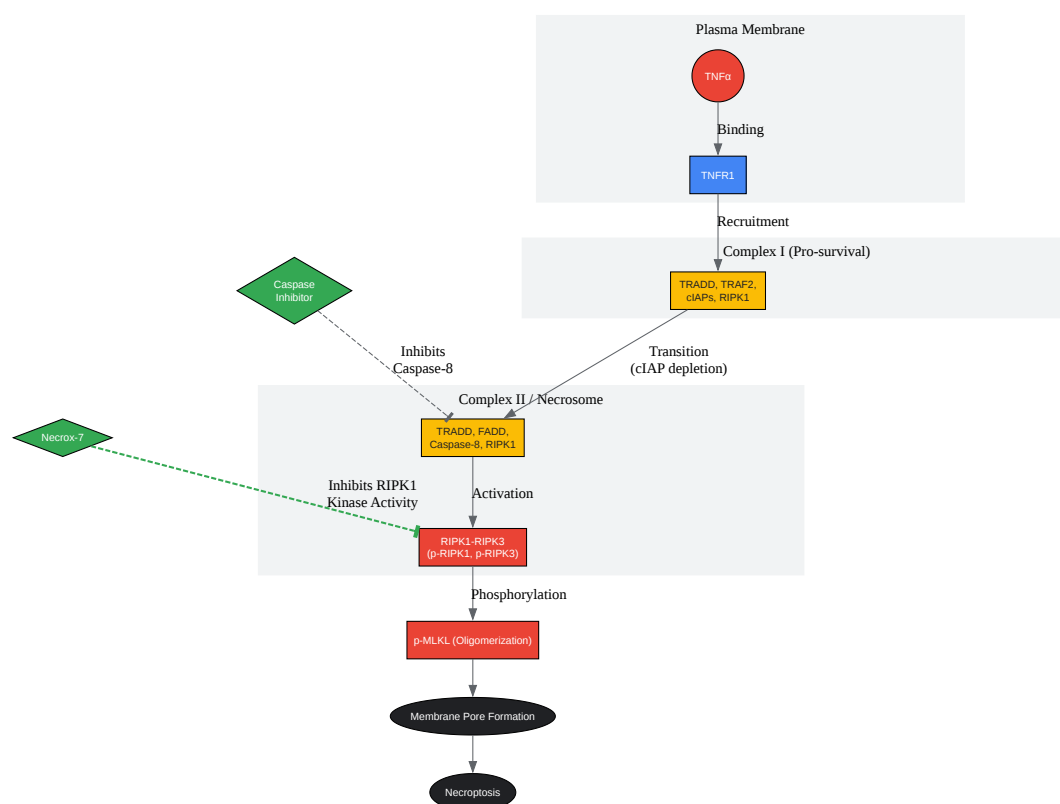 Plasma Membrane
TNFα
Binding
TNFR1
Recruitment
Complex I (Pro-survival)
TRADD, TRAF2,
cIAPs, RIPK1
Caspase
Inhibitor
Inhibits
Caspase-8
Transition
(cIAP depletion)
Complex II / Necrosome
TRADD, FADD,
Caspase-8, RIPK1
Necrox-7
Inhibits RIPK1
Kinase Activity
Activation
RIPK1-RIPK3
(p-RIPK1, p-RIPK3)
Phosphorylation
p-MLKL (Oligomerization)
Membrane Pore Formation
Necroptosis